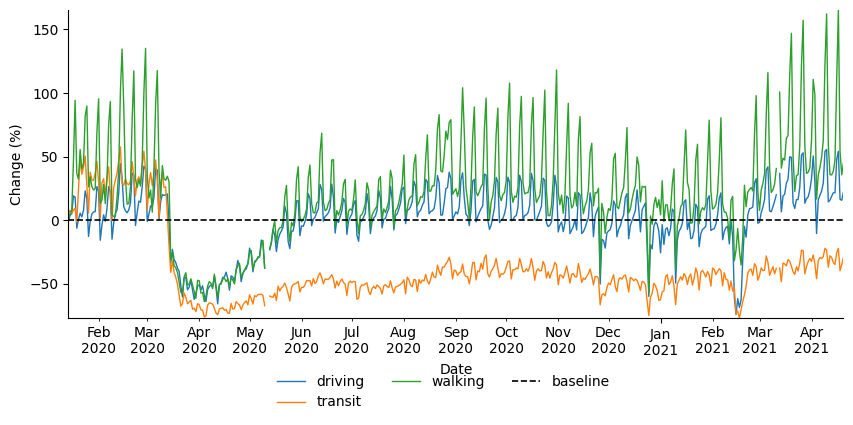 Change (%)
150
100
50
0
−50
Feb Mar Apr May Jun Jul Aug Sep Oct Nov Dec Jan Feb Mar Apr
2020 2020 2020 2020 2020 2020 2020 2020 2020 2020 2020 2021 2021 2021 2021
Date
driving walking baseline
transit